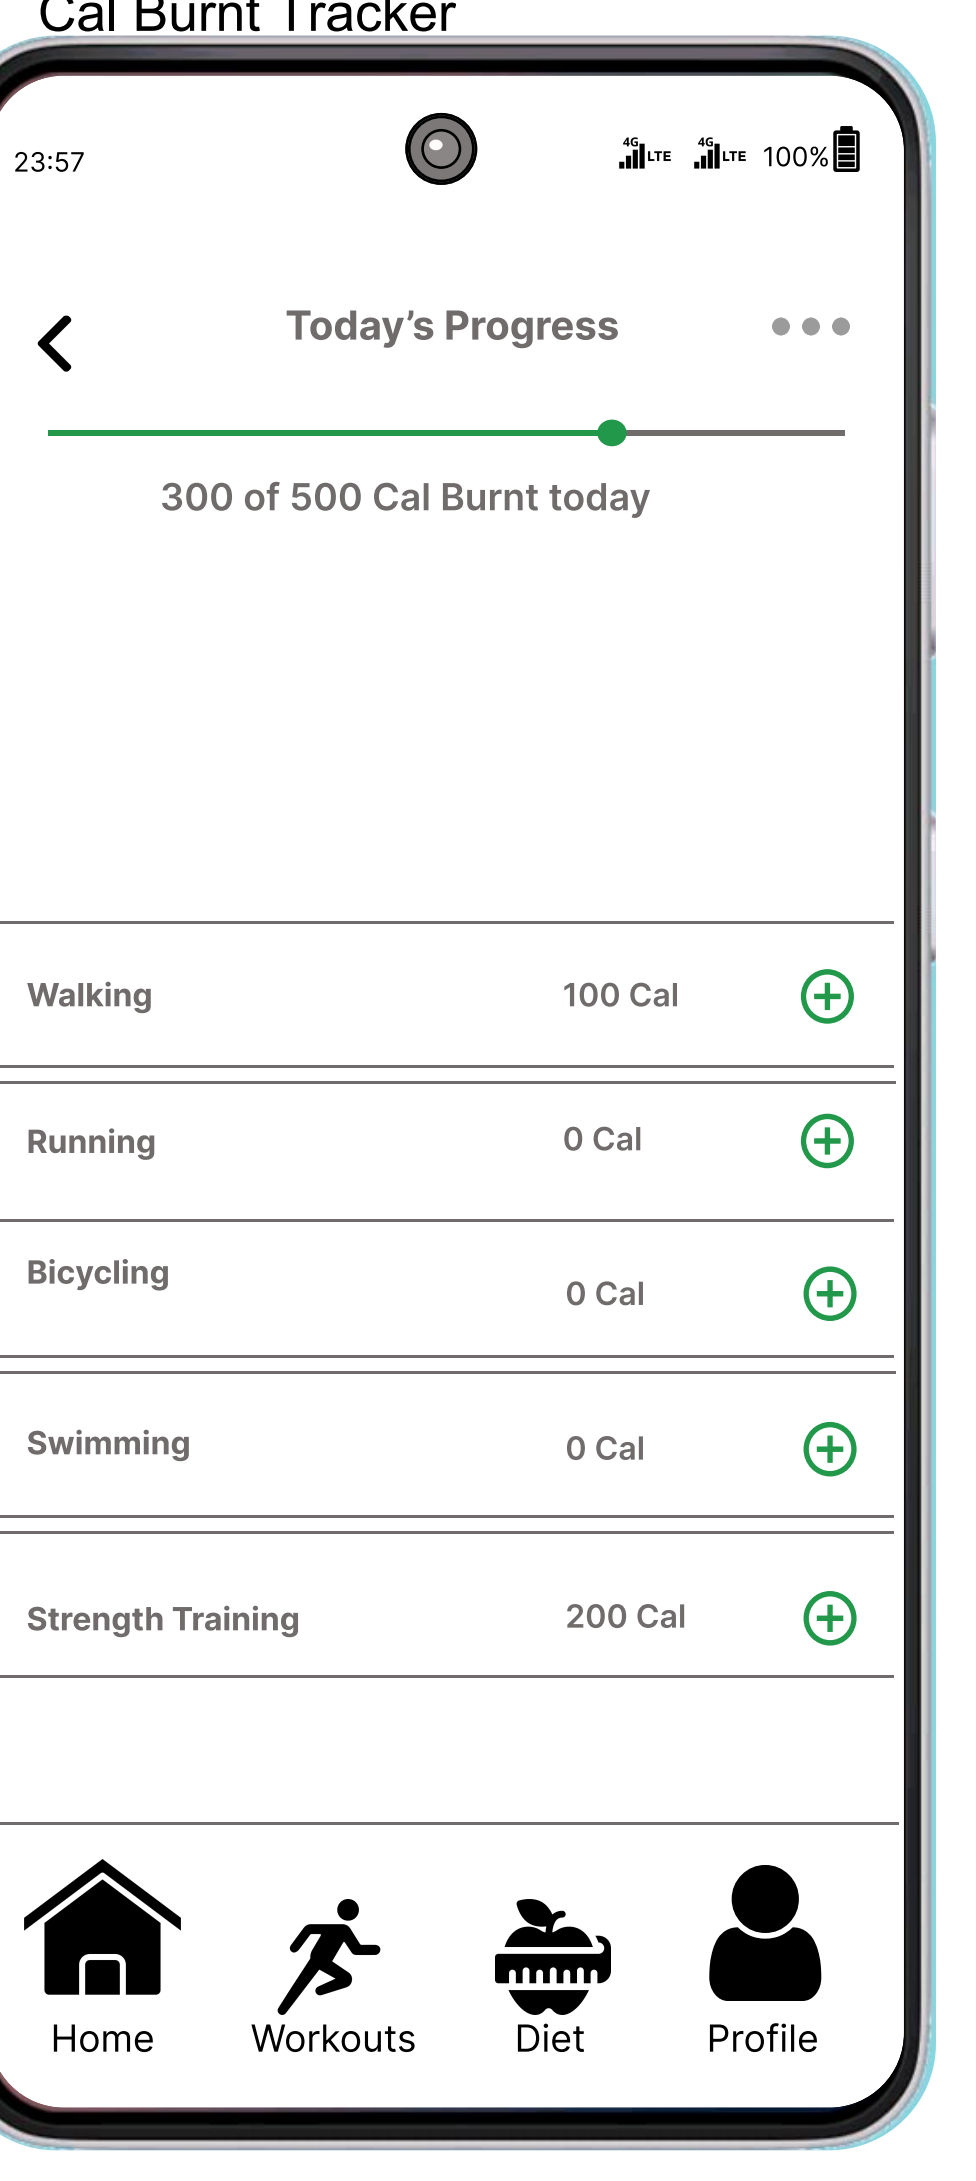 Cal Burnt Tracker
23:57
4G LTE 4G LTE 100%
Today’s Progress
300 of 500 Cal Burnt today
Walking 100 Cal
Running 0 Cal
Bicycling 0 Cal
Swimming 0 Cal
Strength Training 200 Cal
Home Workouts Diet Profile